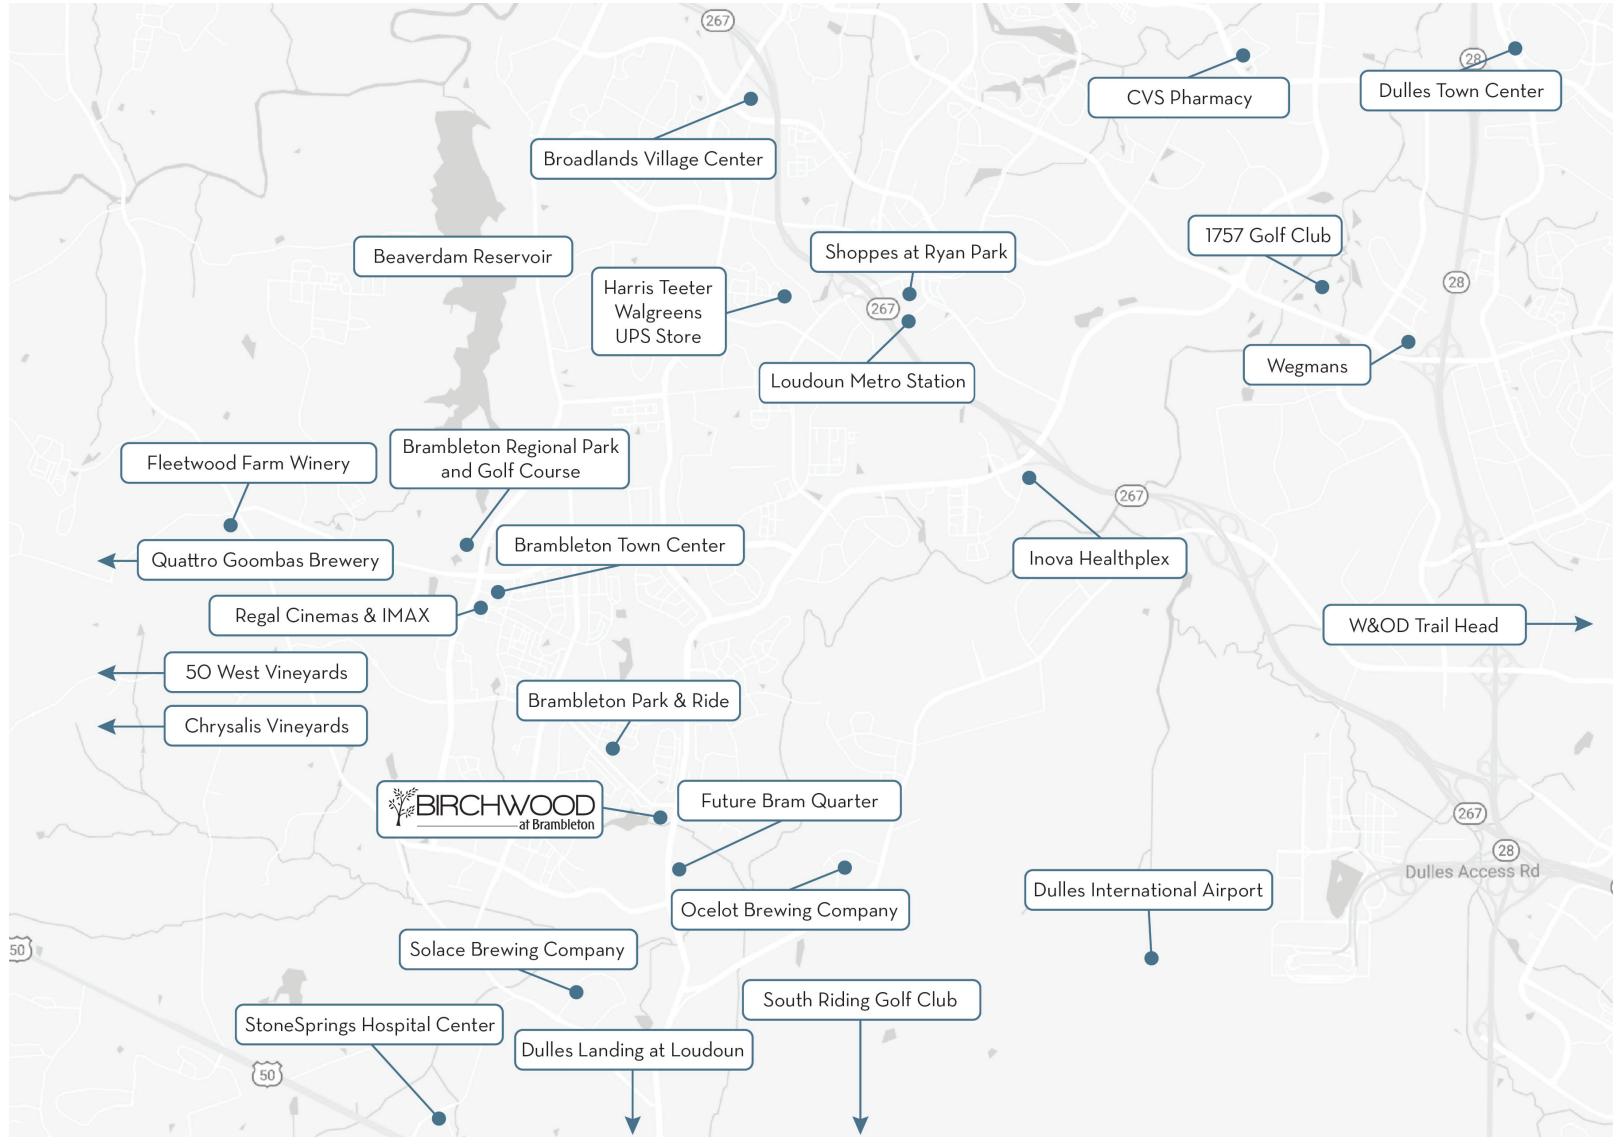 267
28
CVS Pharmacy
Dulles Town Center
Broadlands Village Center
1757 Golf Club
Shoppes at Ryan Park
Beaverdam Reservoir
28
Harris Teeter
Walgreens
UPS Store
267
Wegmans
Loudoun Metro Station
Brambleton Regional Park
and Golf Course
Fleetwood Farm Winery
267
Brambleton Town Center
Quattro Goombas Brewery
Inova Healthplex
Regal Cinemas & IMAX
W&OD Trail Head
50 West Vineyards
Brambleton Park & Ride
Chrysalis Vineyards
BIRCHWOOD
at Brambleton
Future Bram Quarter
267
28
Dulles Access Rd
Dulles International Airport
Ocelot Brewing Company
50
Solace Brewing Company
South Riding Golf Club
StoneSprings Hospital Center
Dulles Landing at Loudoun
50